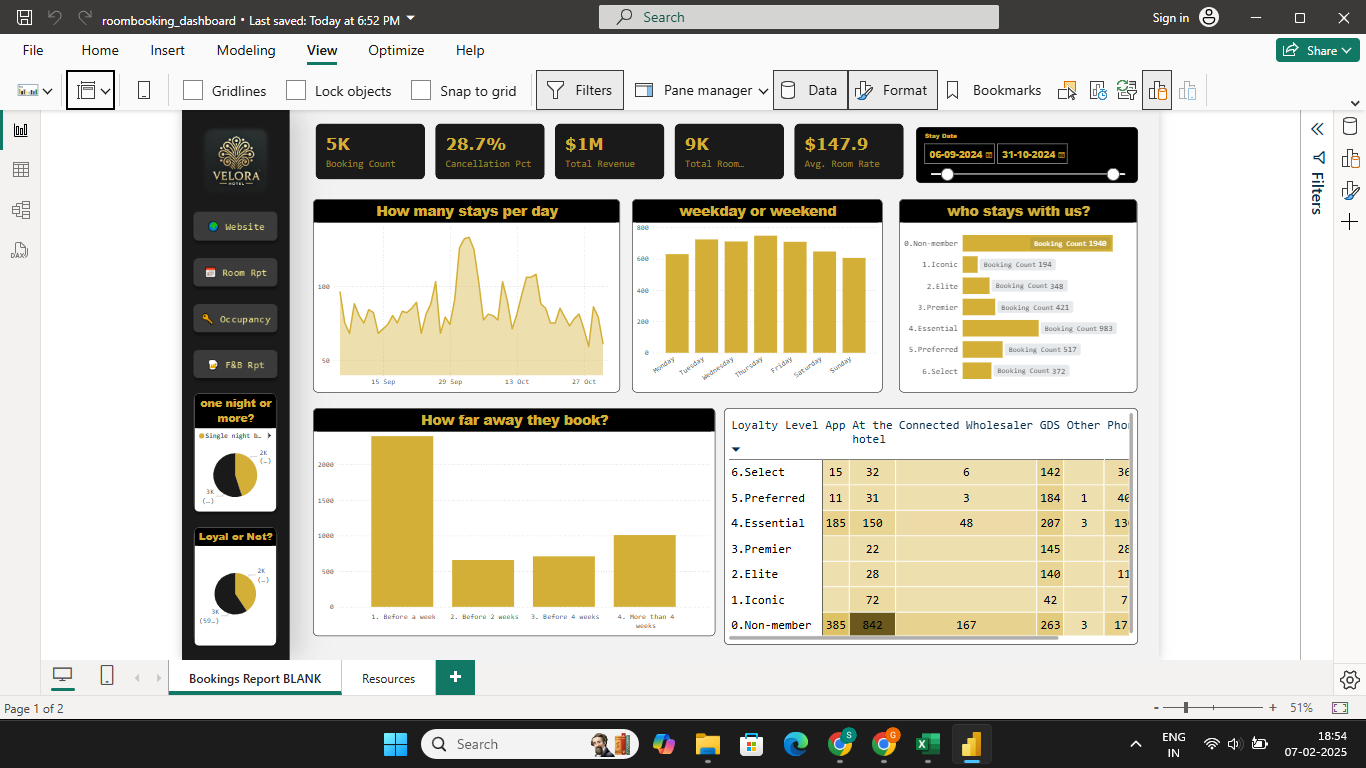 roombooking_dashboard • Last saved: Today at 6:52 PM
Search
Sign in
File Home Insert Modeling View Optimize Help
Share
Gridlines Lock objects Snap to grid Filters Pane manager Data Format Bookmarks
VELORA
HOTEL
Website
Room Rpt
Occupancy
F&B Rpt
one night or more?
Single night b…
2K
(…)
3K
(…)
Loyal or Not?
2K
(…)
3K
(59…)
5K
Booking Count
28.7%
Cancellation Pct
$1M
Total Revenue
9K
Total Room…
$147.9
Avg. Room Rate
Stay Date
06-09-2024 31-10-2024
How many stays per day
100
50
15 Sep 29 Sep 13 Oct 27 Oct
weekday or weekend
800
600
400
200
0
Monday Tuesday Wednesday Thursday Friday Saturday Sunday
who stays with us?
0.Non-member Booking Count 1940
1.Iconic Booking Count 194
2.Elite Booking Count 348
3.Premier Booking Count 421
4.Essential Booking Count 983
5.Preferred Booking Count 517
6.Select Booking Count 372
How far away they book?
2000
1500
1000
500
0
1. Before a week 2. Before 2 weeks 3. Before 4 weeks 4. More than 4 weeks
Loyalty Level App At the hotel Connected Wholesaler GDS Other Phon
6.Select 15 32 6 142 36
5.Preferred 11 31 3 184 1 40
4.Essential 185 150 48 207 3 130
3.Premier 22 145 28
2.Elite 28 140 11
1.Iconic 72 42 7
0.Non-member 385 842 167 263 3 17
Filters
DAX
Bookings Report BLANK Resources
Page 1 of 2
- + 51%
Search
S
G
ENG
IN
18:54
07-02-2025